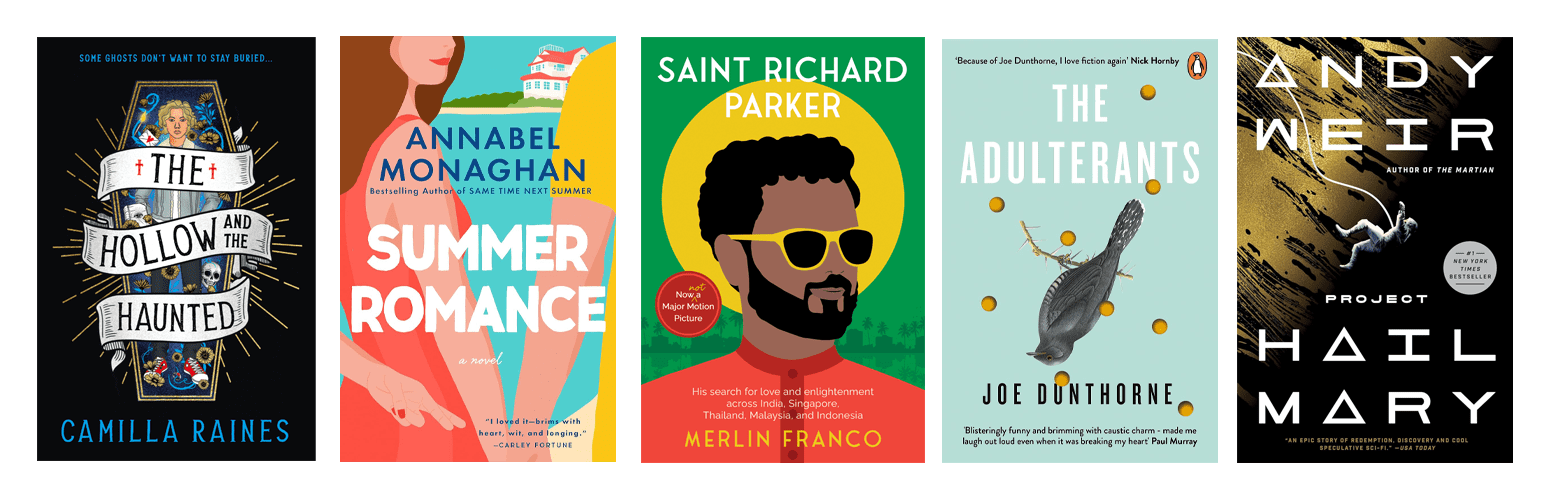 SOME GHOSTS DON'T WANT TO STAY BURIED...
THE
HOLLOW AND THE
HAUNTED
CAMILLA RAINES
ANNABEL
MONAGHAN
Bestselling Author of SAME TIME NEXT SUMMER
SUMMER
ROMANCE
a novel
"I loved it—brims with
heart, wit, and longing."
—CARLEY FORTUNE
SAINT RICHARD
PARKER
not
Now a
Major Motion
Picture
His search for love and enlightenment
across India, Singapore,
Thailand, Malaysia, and Indonesia
MERLIN FRANCO
'Because of Joe Dunthorne, I love fiction again' Nick Hornby
THE
ADULTERANTS
JOE DUNTHORNE
'Blisteringly funny and brimming with caustic charm - made me
laugh out loud even when it was breaking my heart' Paul Murray
ANDY
WEIR
AUTHOR OF THE MARTIAN
#1
NEW YORK
TIMES
BESTSELLER
PROJECT
HAIL
MARY
"AN EPIC STORY OF REDEMPTION, DISCOVERY AND COOL
SPECULATIVE SCI-FI." —USA TODAY